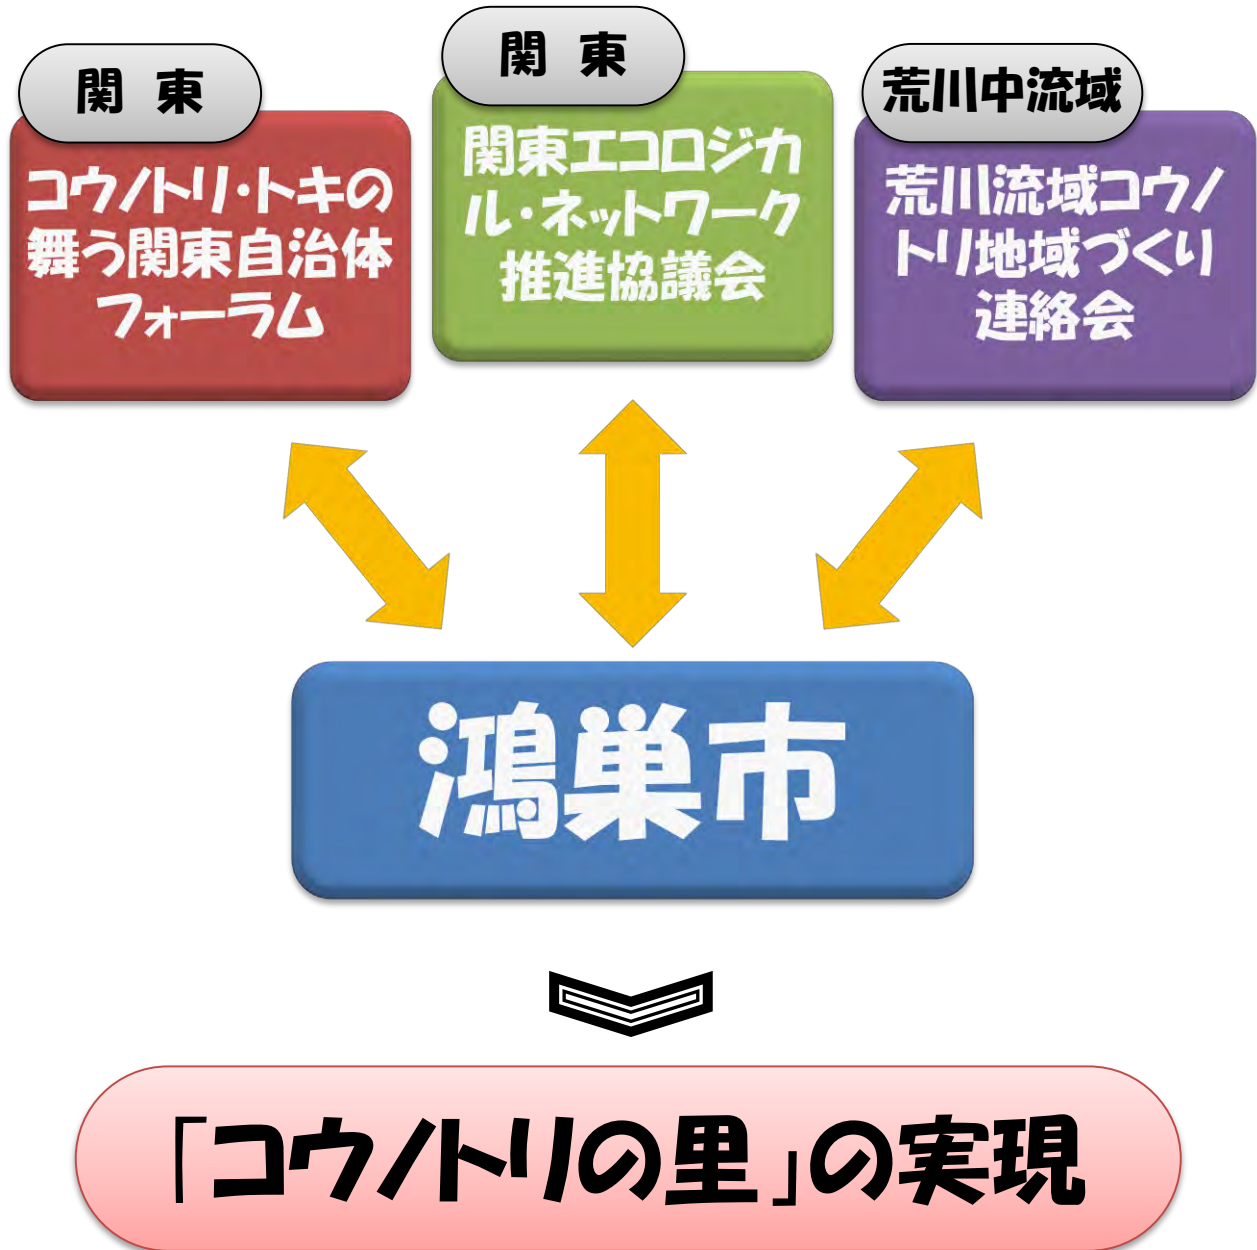 関東
コウノトリ・トキの
舞う関東自治体
フォーラム
関東
関東エコロジカ
ル・ネットワーク
推進協議会
荒川中流域
荒川流域コウノ
トリ地域づくり
連絡会
鴻巣市
「コウノトリの里」の実現